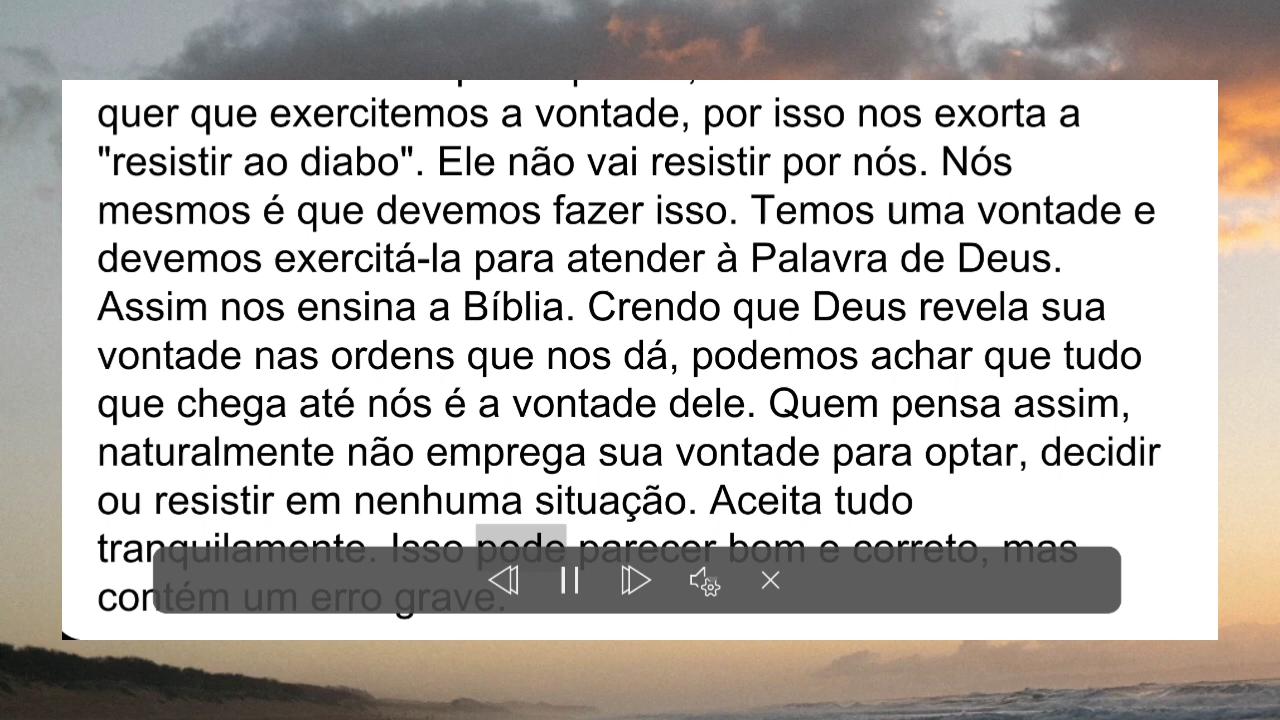 quer que exercitemos a vontade, por isso nos exorta a
"resistir ao diabo". Ele não vai resistir por nós. Nós
mesmos é que devemos fazer isso. Temos uma vontade e
devemos exercitá-la para atender à Palavra de Deus.
Assim nos ensina a Bíblia. Crendo que Deus revela sua
vontade nas ordens que nos dá, podemos achar que tudo
que chega até nós é a vontade dele. Quem pensa assim,
naturalmente não emprega sua vontade para optar, decidir
ou resistir em nenhuma situação. Aceita tudo
tranquilamente. Isso pode parecer bom e correto, mas
contém um erro grave.